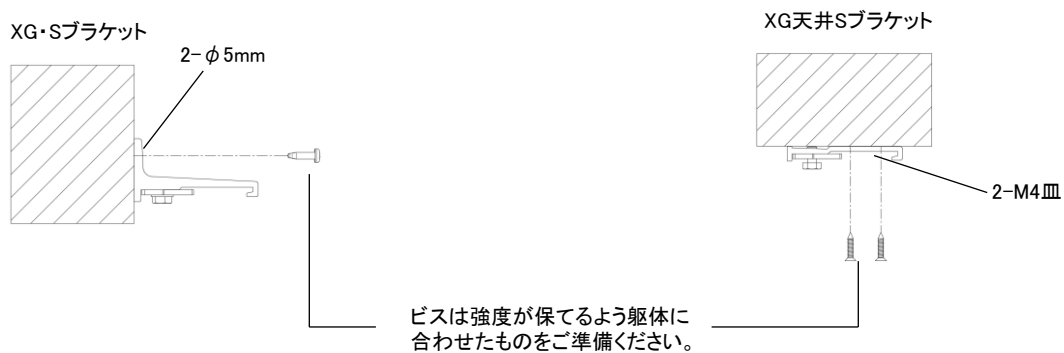 XG・Sブラケット
2-φ5mm
XG天井Sブラケット
2-M4皿
ビスは強度が保てるよう躯体に
合わせたものをご準備ください。